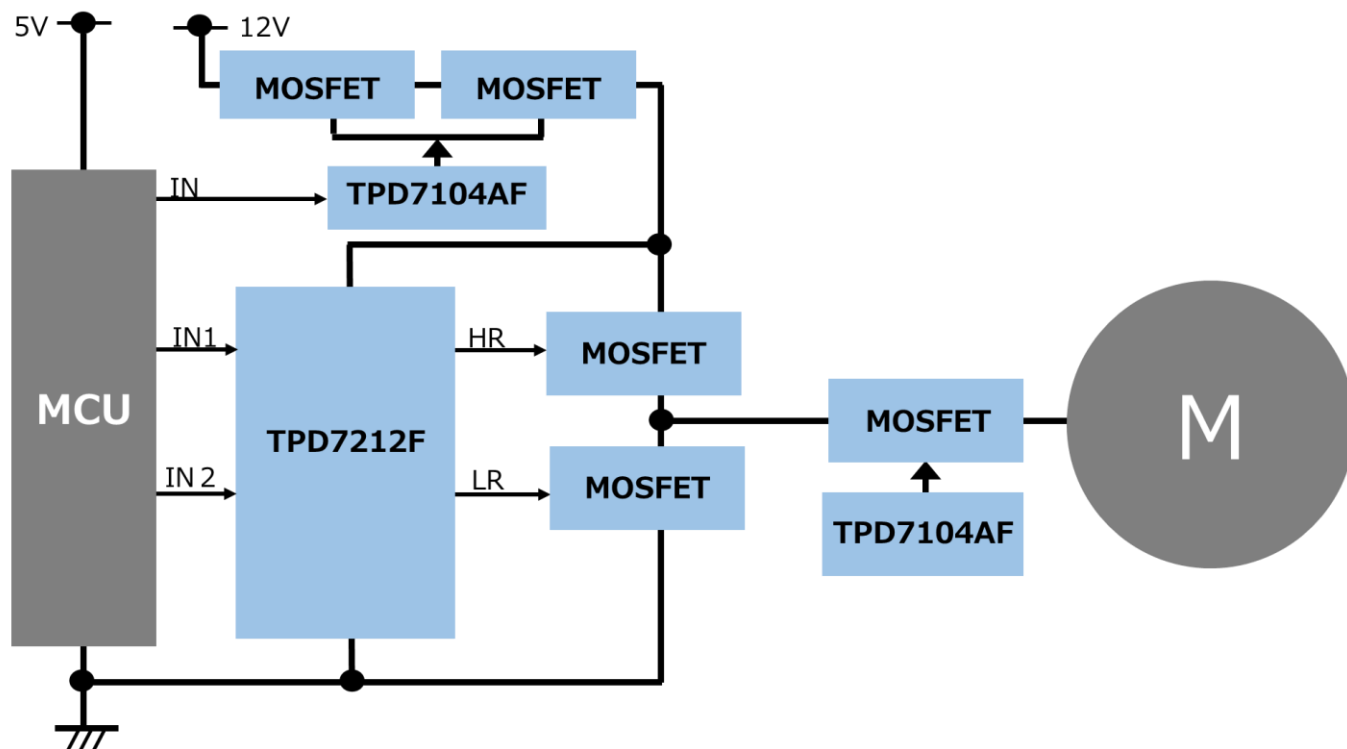 5V
12V
MOSFET
MOSFET
IN
TPD7104AF
IN1
HR
MOSFET
MCU
TPD7212F
MOSFET
M
IN 2
LR
MOSFET
TPD7104AF